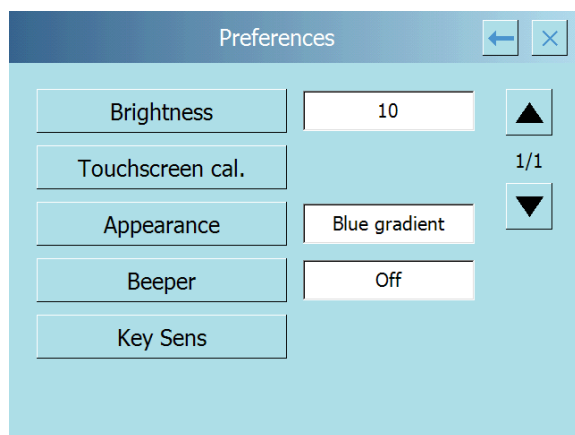 Preferences
Brightness 10
1/1
Touchscreen cal.
Appearance Blue gradient
Beeper Off
Key Sens